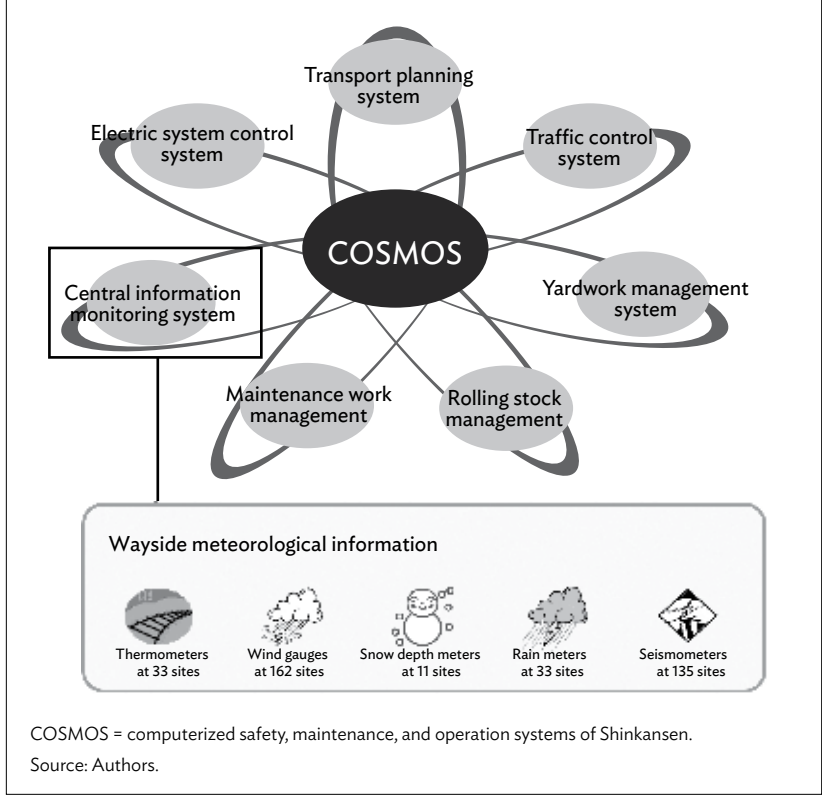 Transport planning
system
Electric system control
system
Traffic control
system
COSMOS
Central information
monitoring system
Yardwork management
system
Maintenance work
management
Rolling stock
management
Wayside meteorological information
Thermometers
at 33 sites
Wind gauges
at 162 sites
Snow depth meters
at 11 sites
Rain meters
at 33 sites
Seismometers
at 135 sites
COSMOS = computerized safety, maintenance, and operation systems of Shinkansen.
Source: Authors.